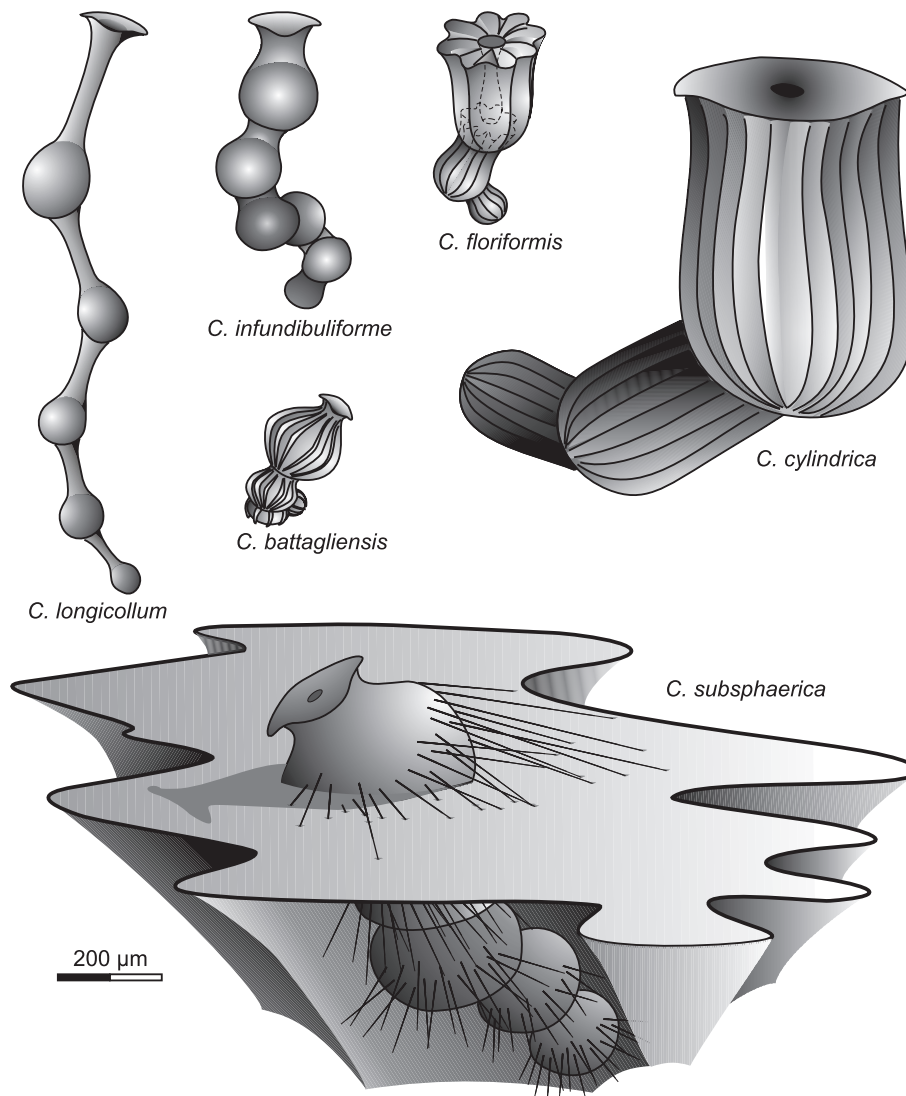 C. floriformis
C. infundibuliforme
C. cylindrica
C. battagliensis
C. longicollum
C. subsphaerica
200 µm